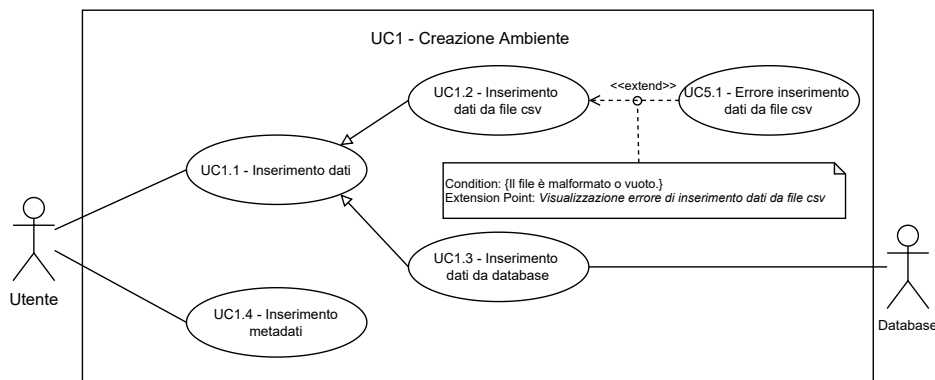 UC1 - Creazione Ambiente
UC1.2 - Inserimento
dati da file csv
<<extend>>
UC5.1 - Errore inserimento
dati da file csv
UC1.1 - Inserimento dati
Condition: {Il file è malformato o vuoto.}
Extension Point: Visualizzazione errore di inserimento dati da file csv
UC1.3 - Inserimento
dati da database
Utente
UC1.4 - Inserimento
metadati
Database